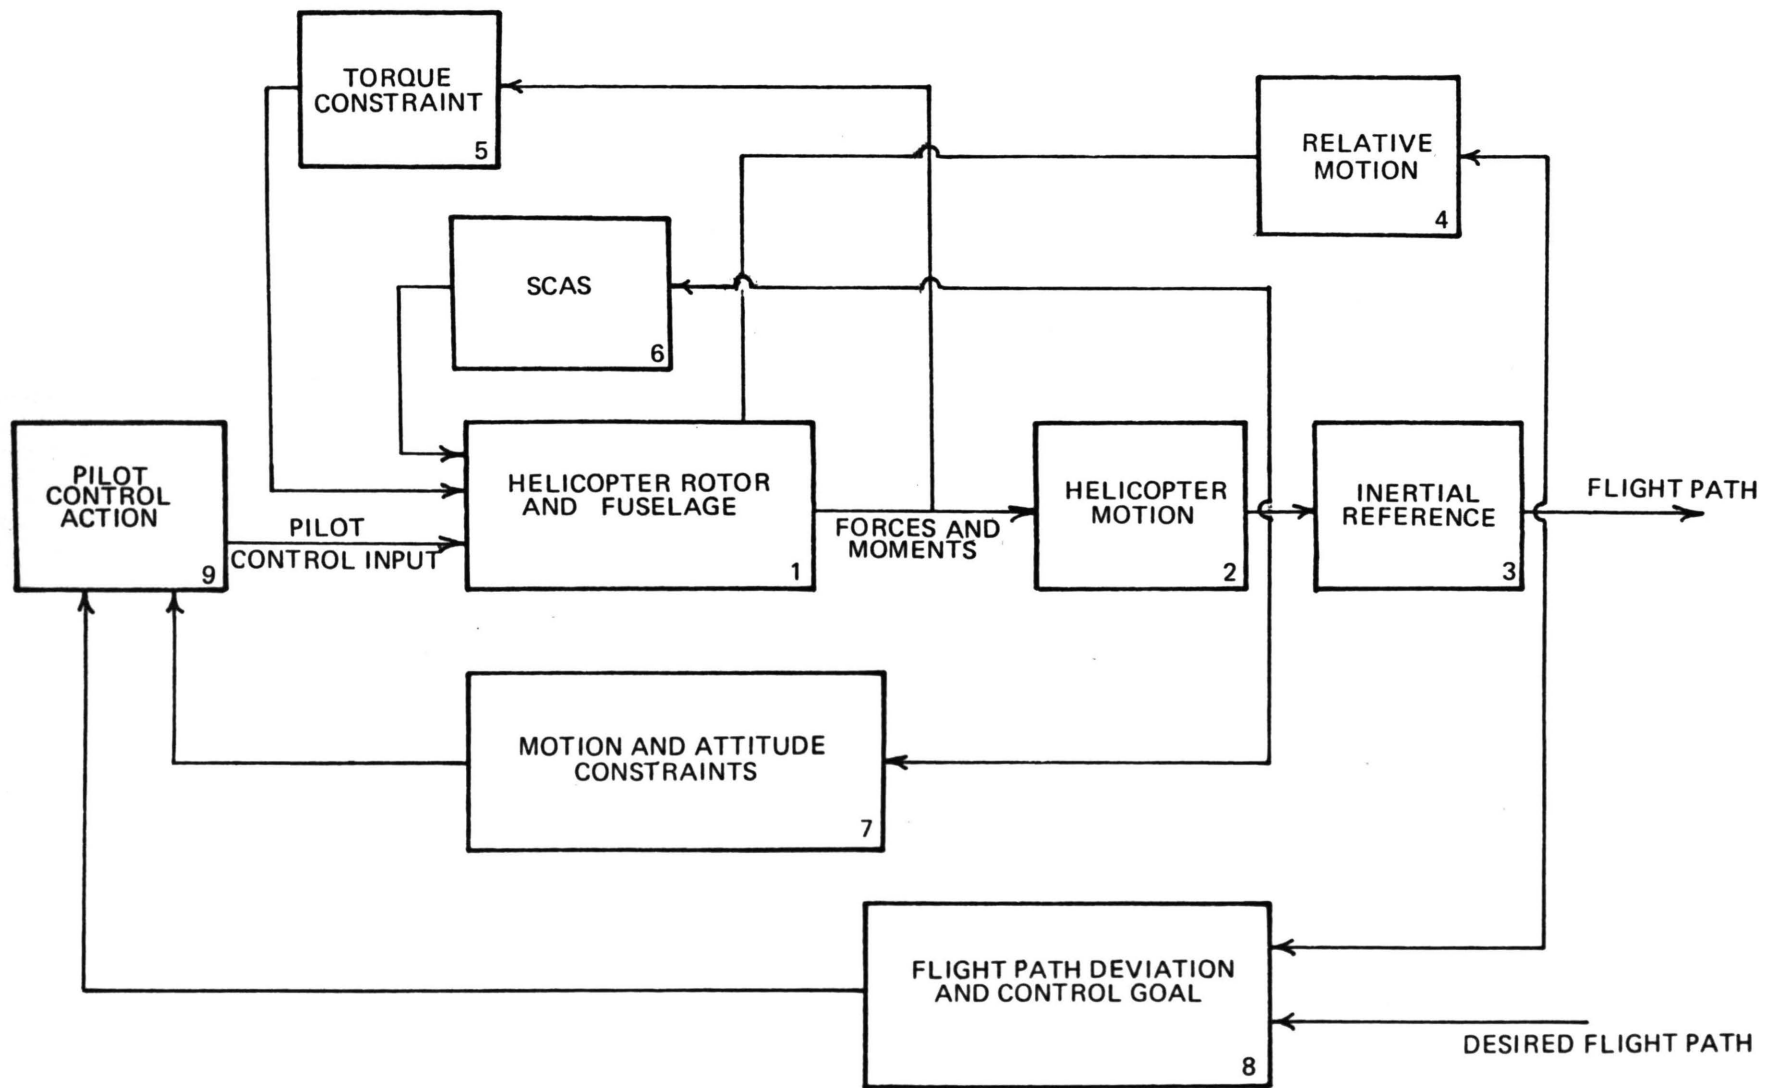 TORQUE
CONSTRAINT
5
RELATIVE
MOTION
4
SCAS
6
PILOT
CONTROL
ACTION
9
PILOT
CONTROL INPUT
HELICOPTER ROTOR
AND FUSELAGE
1
FORCES AND
MOMENTS
HELICOPTER
MOTION
2
INERTIAL
REFERENCE
3
FLIGHT PATH
MOTION AND ATTITUDE
CONSTRAINTS
7
FLIGHT PATH DEVIATION
AND CONTROL GOAL
8
DESIRED FLIGHT PATH